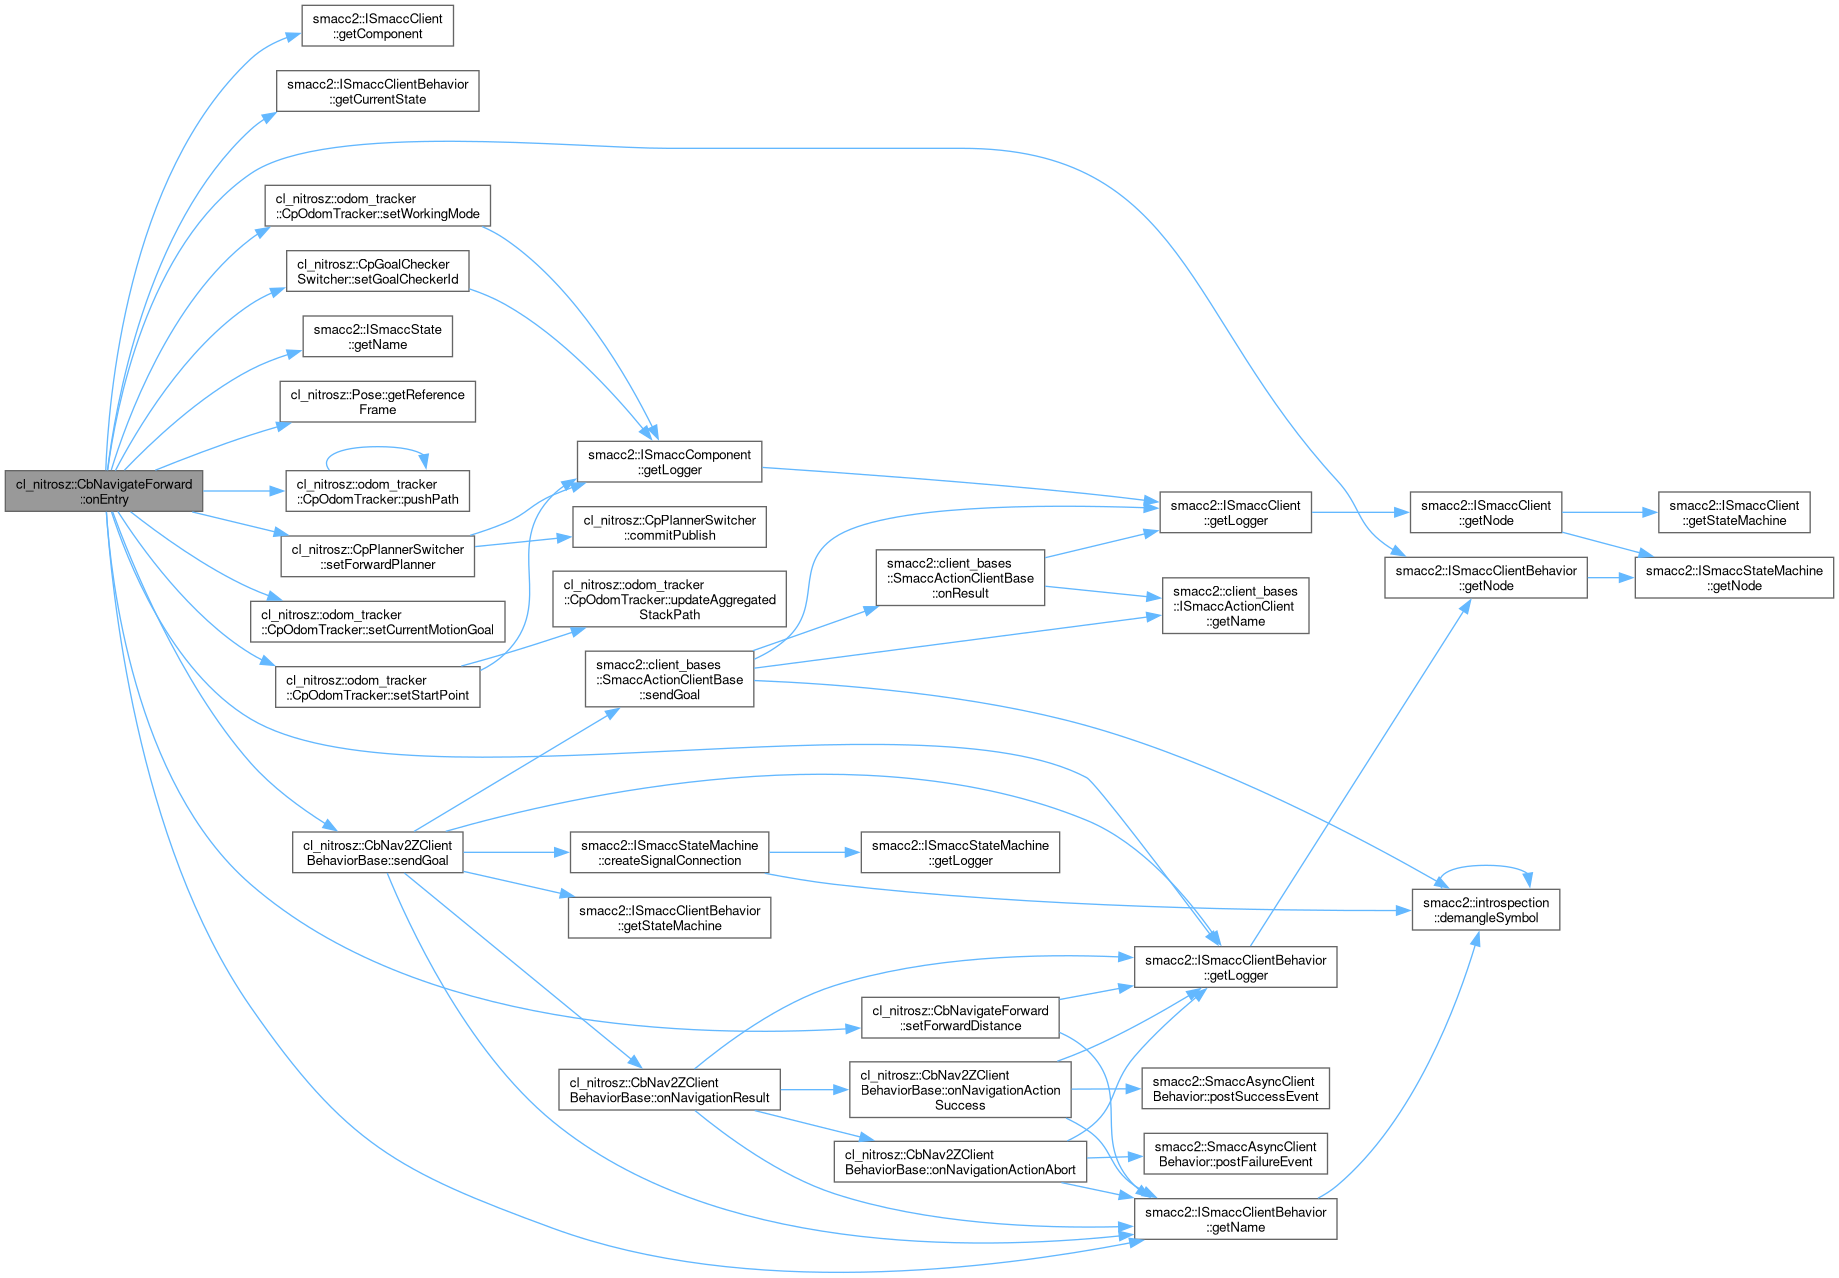 smacc2::ISmaccClient
::getComponent
smacc2::ISmaccClientBehavior
::getCurrentState
cl_nitrosz::odom_tracker
::CpOdomTracker::setWorkingMode
cl_nitrosz::CpGoalChecker
Switcher::setGoalCheckerId
smacc2::ISmaccState
::getName
cl_nitrosz::Pose::getReference
Frame
cl_nitrosz::CbNavigateForward
::onEntry
cl_nitrosz::odom_tracker
::CpOdomTracker::pushPath
cl_nitrosz::CpPlannerSwitcher
::setForwardPlanner
cl_nitrosz::odom_tracker
::CpOdomTracker::setCurrentMotionGoal
cl_nitrosz::odom_tracker
::CpOdomTracker::setStartPoint
cl_nitrosz::CbNav2ZClient
BehaviorBase::sendGoal
smacc2::ISmaccComponent
::getLogger
cl_nitrosz::CpPlannerSwitcher
::commitPublish
cl_nitrosz::odom_tracker
::CpOdomTracker::updateAggregated
StackPath
smacc2::client_bases
::SmaccActionClientBase
::sendGoal
smacc2::ISmaccStateMachine
::createSignalConnection
smacc2::ISmaccClientBehavior
::getStateMachine
cl_nitrosz::CbNav2ZClient
BehaviorBase::onNavigationResult
smacc2::client_bases
::SmaccActionClientBase
::onResult
smacc2::ISmaccStateMachine
::getLogger
cl_nitrosz::CbNavigateForward
::setForwardDistance
cl_nitrosz::CbNav2ZClient
BehaviorBase::onNavigationAction
Success
cl_nitrosz::CbNav2ZClient
BehaviorBase::onNavigationActionAbort
smacc2::ISmaccClient
::getLogger
smacc2::client_bases
::ISmaccActionClient
::getName
smacc2::ISmaccClientBehavior
::getLogger
smacc2::SmaccAsyncClient
Behavior::postSuccessEvent
smacc2::SmaccAsyncClient
Behavior::postFailureEvent
smacc2::ISmaccClientBehavior
::getName
smacc2::ISmaccClient
::getNode
smacc2::ISmaccClientBehavior
::getNode
smacc2::introspection
::demangleSymbol
smacc2::ISmaccClient
::getStateMachine
smacc2::ISmaccStateMachine
::getNode